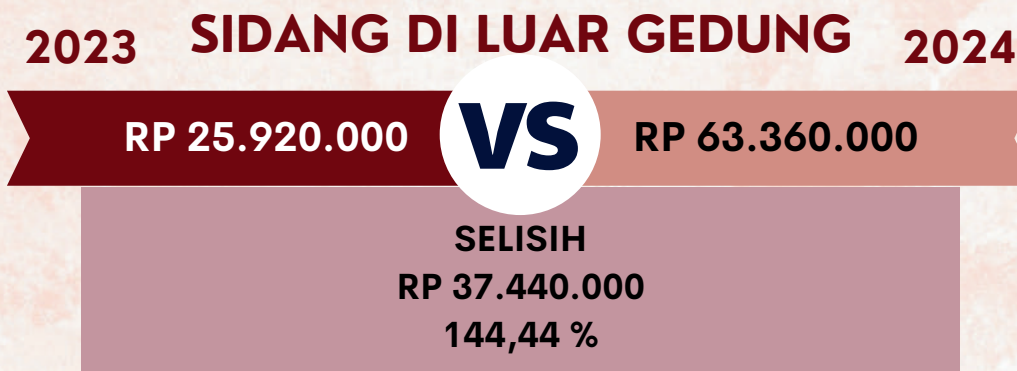 2023 SIDANG DI LUAR GEDUNG 2024
RP 25.920.000 VS RP 63.360.000
SELISIH
RP 37.440.000
144,44 %